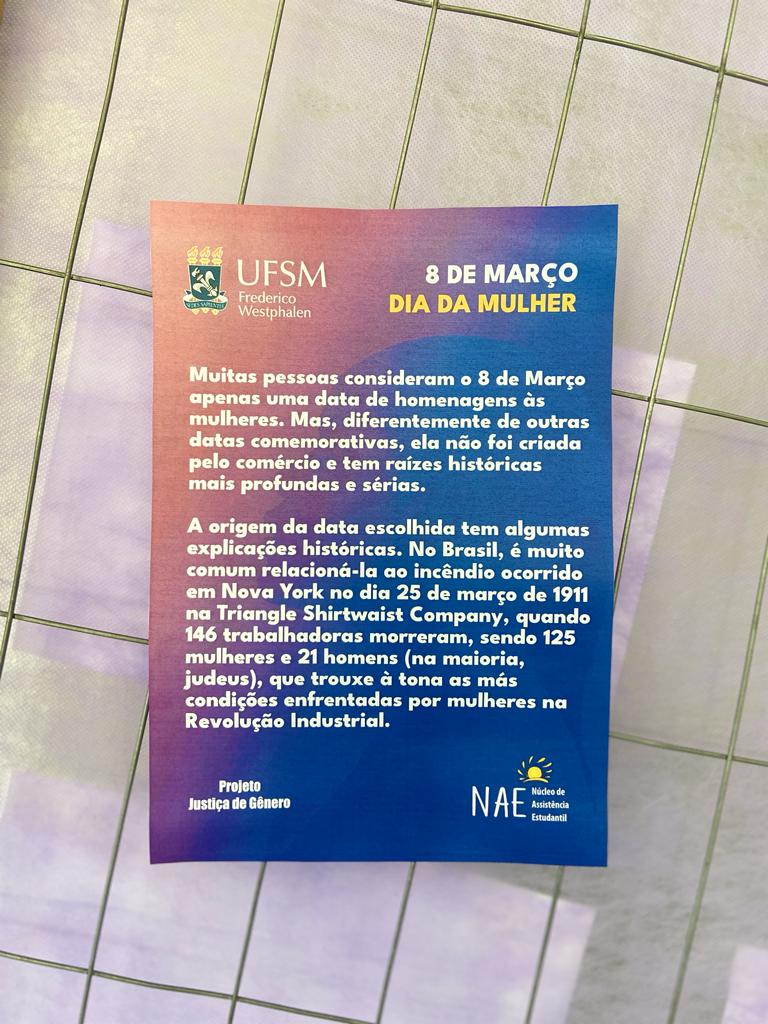 UFSM
Frederico
Westphalen
SEDES SAPIENTIAE
8 DE MARÇO
DIA DA MULHER
Muitas pessoas consideram o 8 de Março
apenas uma data de homenagens às
mulheres. Mas, diferentemente de outras
datas comemorativas, ela não foi criada
pelo comércio e tem raízes históricas
mais profundas e sérias.
A origem da data escolhida tem algumas
explicações históricas. No Brasil, é muito
comum relacioná-la ao incêndio ocorrido
em Nova York no dia 25 de março de 1911
na Triangle Shirtwaist Company, quando
146 trabalhadoras morreram, sendo 125
mulheres e 21 homens (na maioria,
judeus), que trouxe à tona as más
condições enfrentadas por mulheres na
Revolução Industrial.
Projeto
Justiça de Gênero
NAE
Núcleo de
Assistência
Estudantil